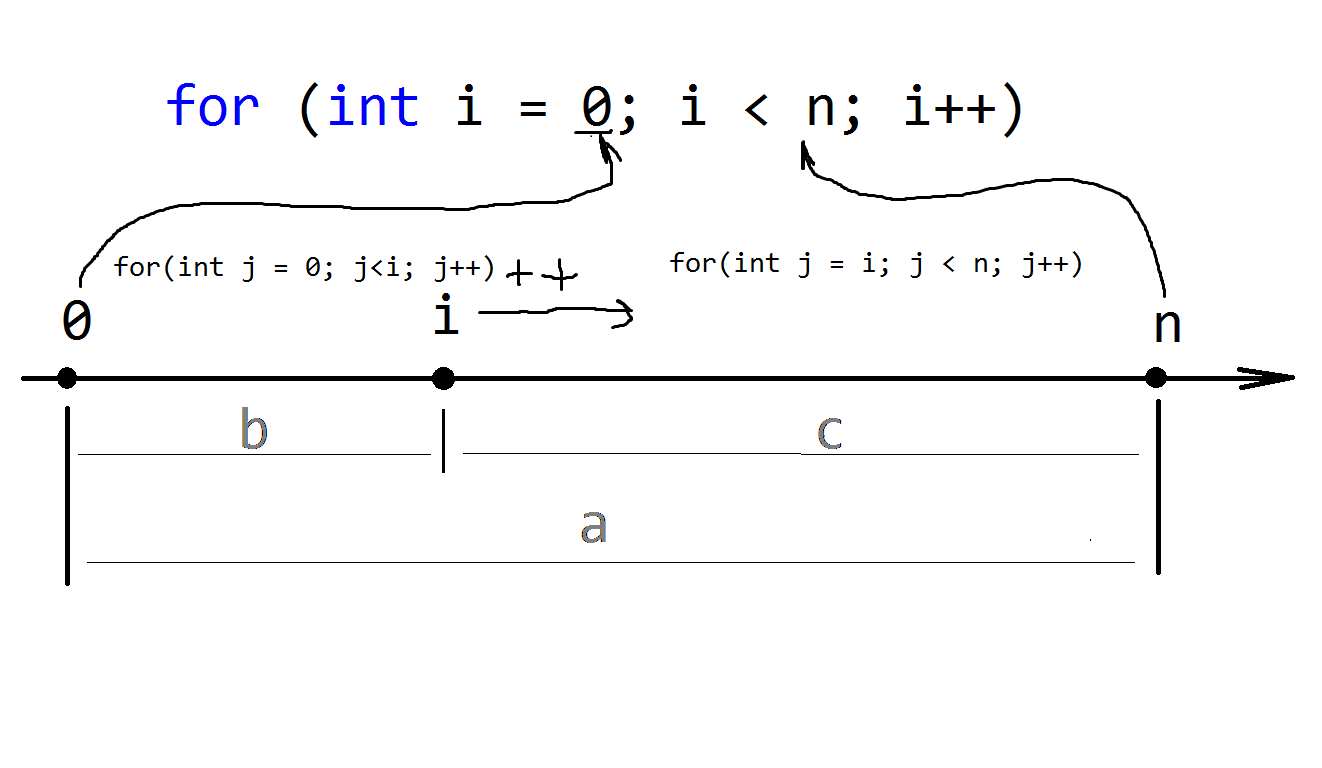 for (int i = 0; i < n; i++)
for(int j = 0; j<i; j++) ++ for(int j = i; j < n; j++)
0 i n
b c
a